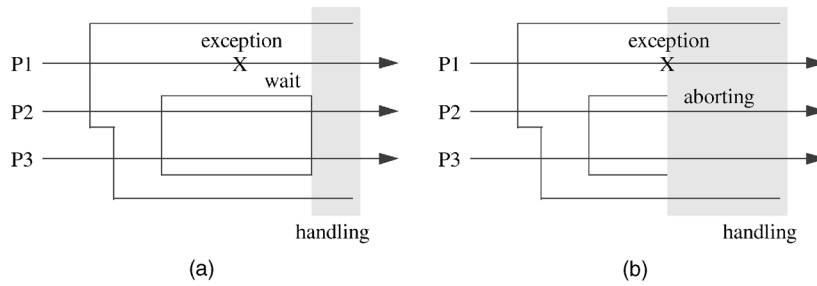 exception
P1
X
wait
P2
P3
handling
(a)
exception
P1
X
aborting
P2
P3
handling
(b)